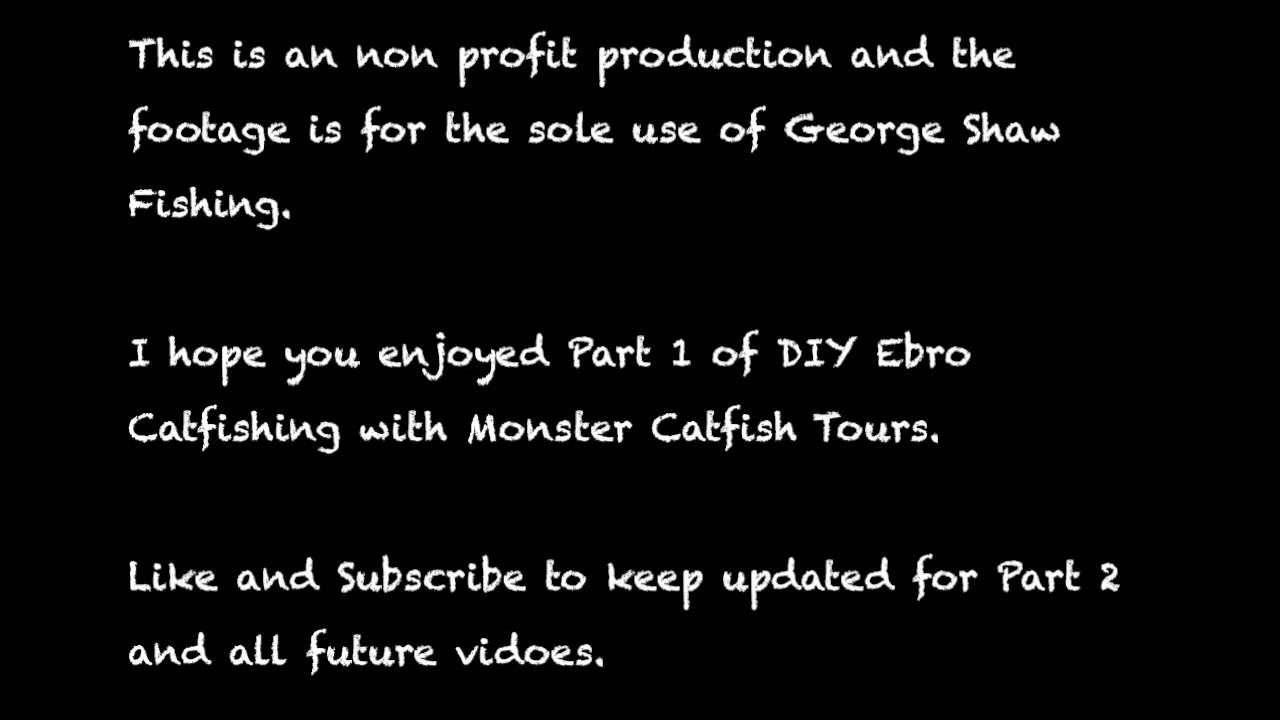 This is an non profit production and the
footage is for the sole use of George Shaw
Fishing.
I hope you enjoyed Part 1 of DIY Ebro
Catfishing with Monster Catfish Tours.
Like and Subscribe to keep updated for Part 2
and all future vidoes.